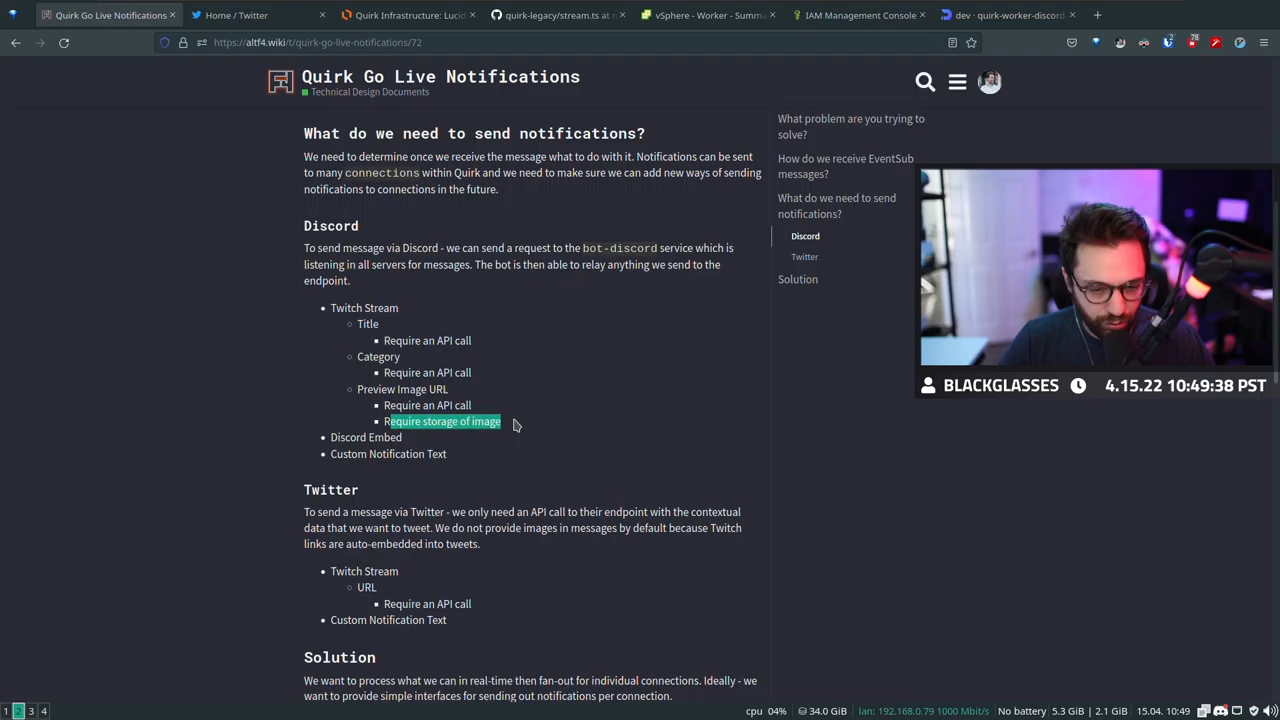 Quirk Go Live Notifications
Home / Twitter
Quirk Infrastructure: Lucid
quirk-legacy/stream.ts at
vSphere - Worker - Summa
IAM Management Console
dev · quirk-worker-discord
https://altf4.wiki/t/quirk-go-live-notifications/72
2
78
Quirk Go Live Notifications
Technical Design Documents
What do we need to send notifications?
We need to determine once we receive the message what to do with it. Notifications can be sent
to many connections within Quirk and we need to make sure we can add new ways of sending
notifications to connections in the future.
Discord
To send message via Discord - we can send a request to the bot-discord service which is
listening in all servers for messages. The bot is then able to relay anything we send to the
endpoint.
Twitch Stream
Title
Require an API call
Category
Require an API call
Preview Image URL
Require an API call
Require storage of image
Discord Embed
Custom Notification Text
Twitter
To send a message via Twitter - we only need an API call to their endpoint with the contextual
data that we want to tweet. We do not provide images in messages by default because Twitch
links are auto-embedded into tweets.
Twitch Stream
URL
Require an API call
Custom Notification Text
Solution
We want to process what we can in real-time then fan-out for individual connections. Ideally - we
want to provide simple interfaces for sending out notifications per connection.
What problem are you trying to
solve?
How do we receive EventSub
messages?
What do we need to send
notifications?
Discord
Twitter
Solution
BLACKGLASSES 4.15.22 10:49:38 PST
1 2 3 4
cpu 04% 34.0 GiB lan: 192.168.0.79 1000 Mbit/s No battery 5.3 GiB | 2.1 GiB 15.04. 10:49